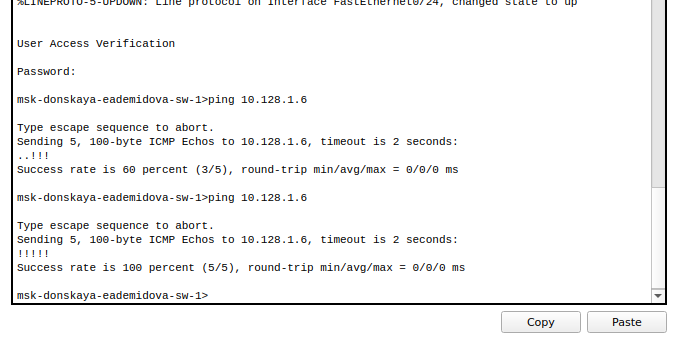 %LINEPROTO-5-UPDOWN: Line protocol on Interface FastEthernet0/24, changed state to up
User Access Verification
Password:
msk-donskaya-eademidova-sw-1>ping 10.128.1.6
Type escape sequence to abort.
Sending 5, 100-byte ICMP Echos to 10.128.1.6, timeout is 2 seconds:
..!!!
Success rate is 60 percent (3/5), round-trip min/avg/max = 0/0/0 ms
msk-donskaya-eademidova-sw-1>ping 10.128.1.6
Type escape sequence to abort.
Sending 5, 100-byte ICMP Echos to 10.128.1.6, timeout is 2 seconds:
!!!!!
Success rate is 100 percent (5/5), round-trip min/avg/max = 0/0/0 ms
msk-donskaya-eademidova-sw-1>
Copy Paste